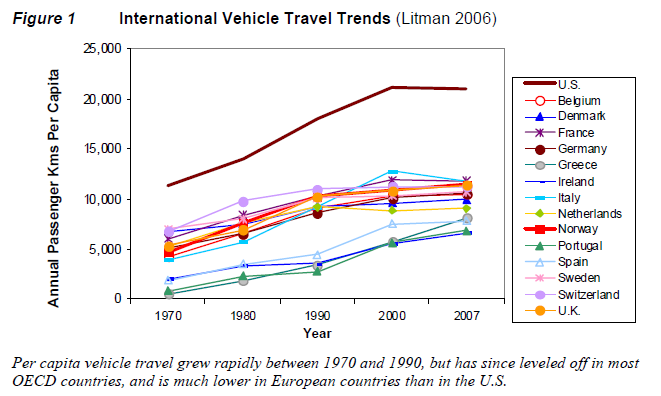 Figure 1 International Vehicle Travel Trends (Litman 2006)
25,000
20,000
15,000
10,000
5,000
0
Annual Passenger Kms Per Capita
1970 1980 1990 2000 2007
Year
U.S.
Belgium
Denmark
France
Germany
Greece
Ireland
Italy
Netherlands
Norway
Portugal
Spain
Sweden
Switzerland
U.K.
Per capita vehicle travel grew rapidly between 1970 and 1990, but has since leveled off in most
OECD countries, and is much lower in European countries than in the U.S.